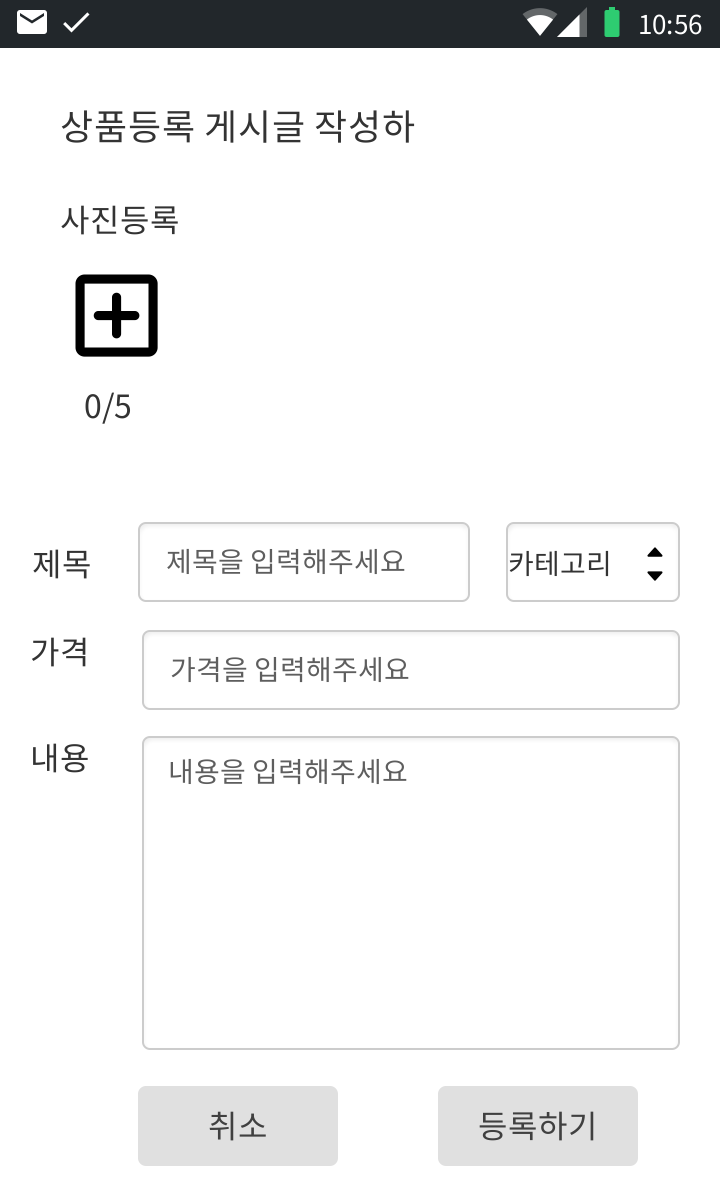 10:56
상품등록 게시글 작성하
사진등록
0/5
제목 제목을 입력해주세요 카테고리
가격 가격을 입력해주세요
내용 내용을 입력해주세요
취소 등록하기